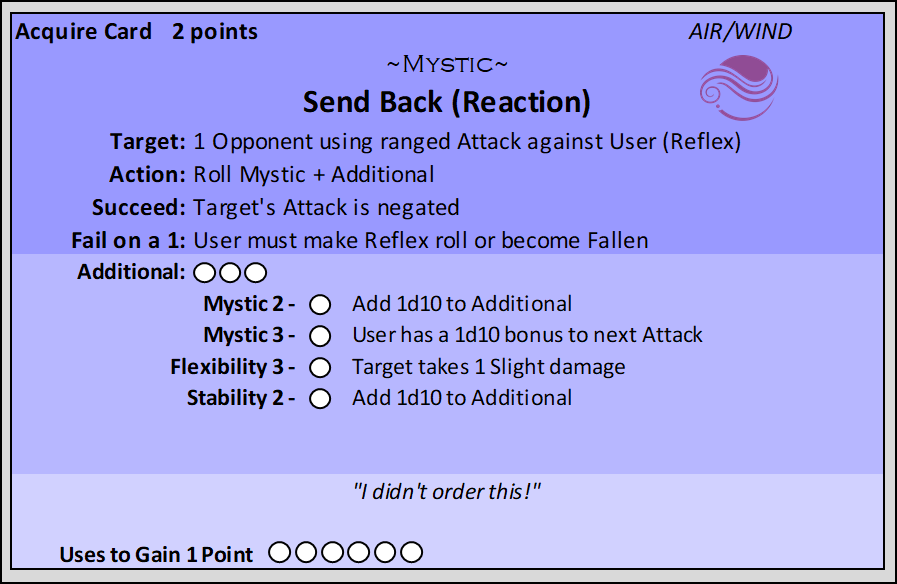 Acquire Card 2 points AIR/WIND
~Mystic~
Send Back (Reaction)
Target: 1 Opponent using ranged Attack against User (Reflex)
Action: Roll Mystic + Additional
Succeed: Target's Attack is negated
Fail on a 1: User must make Reflex roll or become Fallen
Additional:
Mystic 2 - Add 1d10 to Additional
Mystic 3 - User has a 1d10 bonus to next Attack
Flexibility 3 - Target takes 1 Slight damage
Stability 2 - Add 1d10 to Additional
"I didn't order this!"
Uses to Gain 1 Point